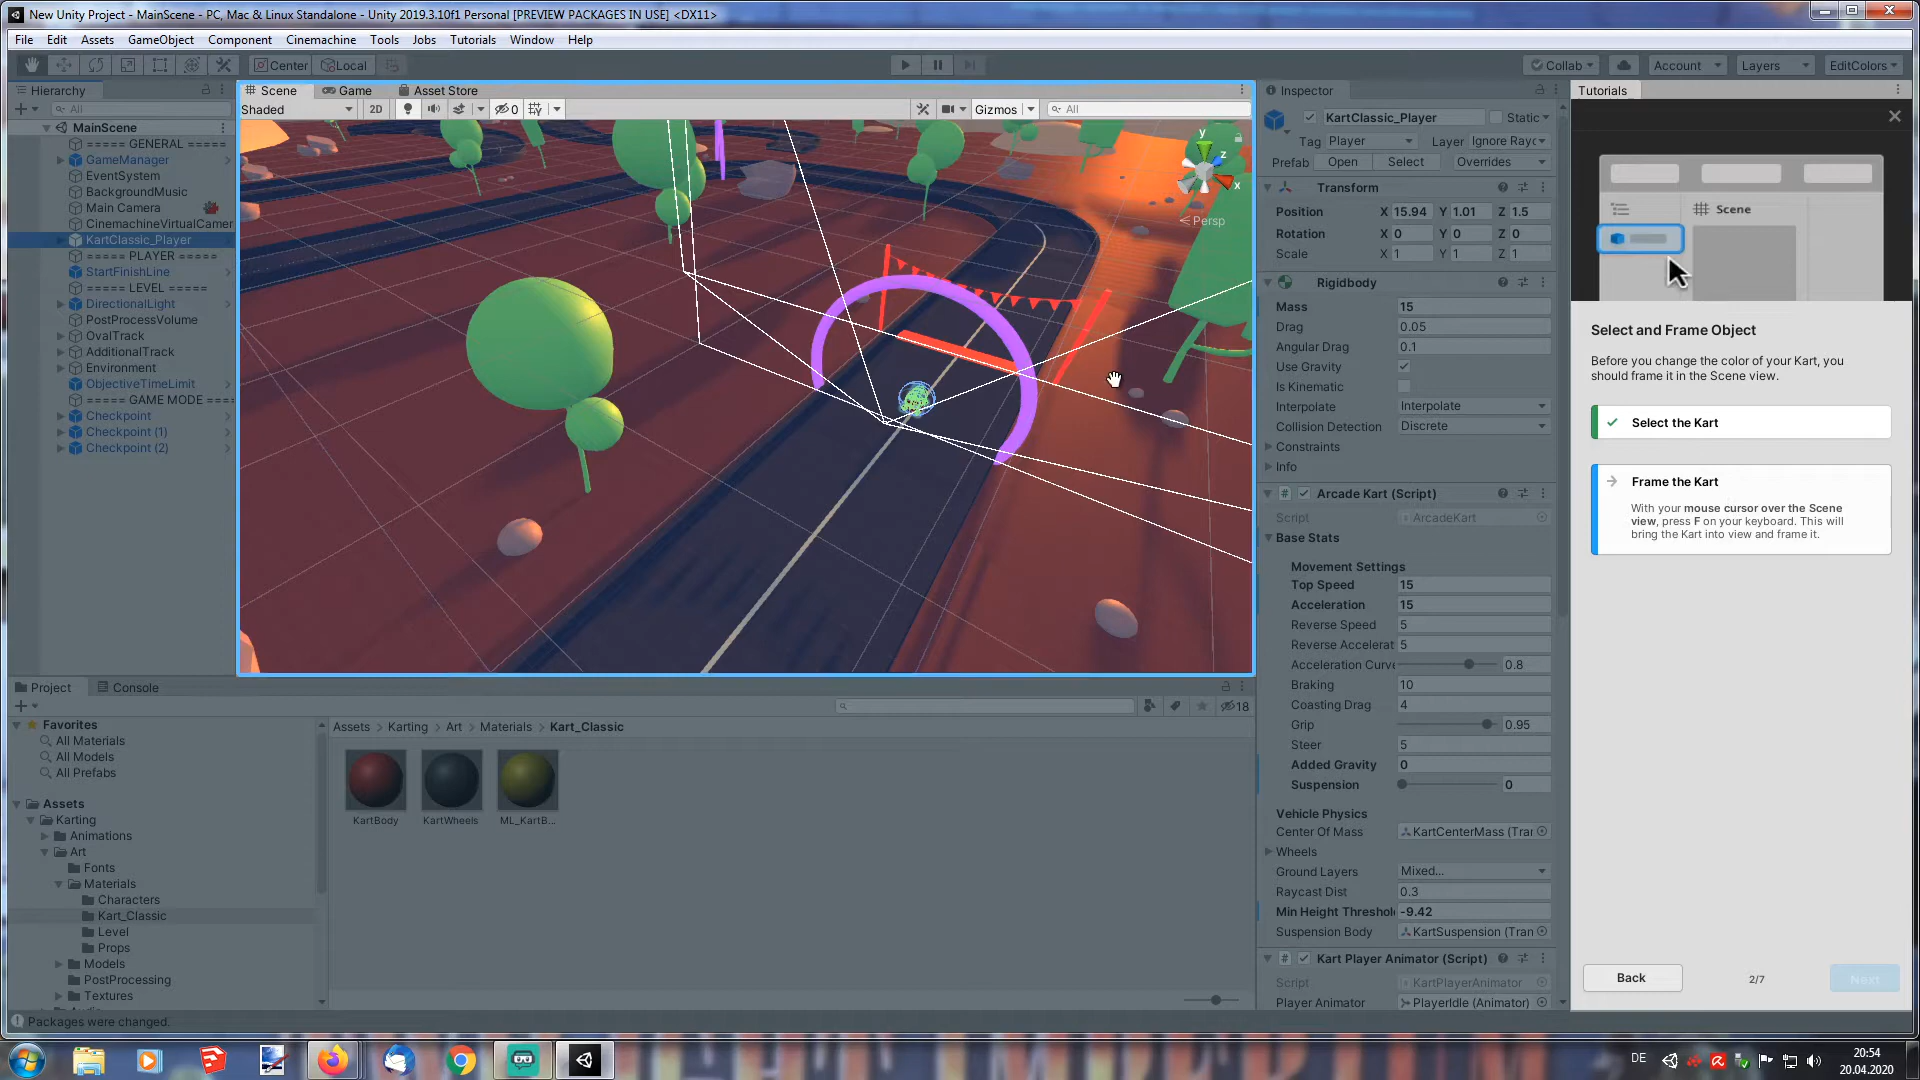 New Unity Project - MainScene - PC, Mac & Linux Standalone - Unity 2019.3.10f1 Personal [PREVIEW PACKAGES IN USE] <DX11>
File Edit Assets GameObject Component Cinemachine Tools Jobs Tutorials Window Help
Center Local Collab Account Layers EditColors
Hierarchy
All
MainScene
===== GENERAL =====
GameManager
EventSystem
BackgroundMusic
Main Camera
CinemachineVirtualCamer
KartClassic_Player
===== PLAYER =====
StartFinishLine
===== LEVEL =====
DirectionalLight
PostProcessVolume
OvalTrack
AdditionalTrack
Environment
ObjectiveTimeLimit
===== GAME MODE ====
Checkpoint
Checkpoint (1)
Checkpoint (2)
Scene Game Asset Store
Shaded 2D 0 Gizmos All
y
z
x
Persp
Inspector
KartClassic_Player Static
Tag Player Layer Ignore Rayc
Prefab Open Select Overrides
Transform
Position X 15.94 Y 1.01 Z 1.5
Rotation X 0 Y 0 Z 0
Scale X 1 Y 1 Z 1
Rigidbody
Mass 15
Drag 0.05
Angular Drag 0.1
Use Gravity
Is Kinematic
Interpolate Interpolate
Collision Detection Discrete
Constraints
Info
# Arcade Kart (Script)
Script ArcadeKart
Base Stats
Movement Settings
Top Speed 15
Acceleration 15
Reverse Speed 5
Reverse Accelerat 5
Acceleration Curve 0.8
Braking 10
Coasting Drag 4
Grip 0.95
Steer 5
Added Gravity 0
Suspension 0
Vehicle Physics
Center Of Mass KartCenterMass (Tran
Wheels
Ground Layers Mixed...
Raycast Dist 0.3
Min Height Threshol -9.42
Suspension Body KartSuspension (Tran
# Kart Player Animator (Script)
Script KartPlayerAnimator
Player Animator PlayerIdle (Animator)
Tutorials
Scene
Select and Frame Object
Before you change the color of your Kart, you
should frame it in the Scene view.
Select the Kart
Frame the Kart
With your mouse cursor over the Scene
view, press F on your keyboard. This will
bring the Kart into view and frame it.
Back 2/7 Next
Project Console
18
Favorites
All Materials
All Models
All Prefabs
Assets
Karting
Animations
Art
Fonts
Materials
Characters
Kart_Classic
Level
Props
Models
PostProcessing
Textures
Assets > Karting > Art > Materials > Kart_Classic
KartBody KartWheels ML_KartB...
Packages were changed.
DE
20:54
20.04.2020